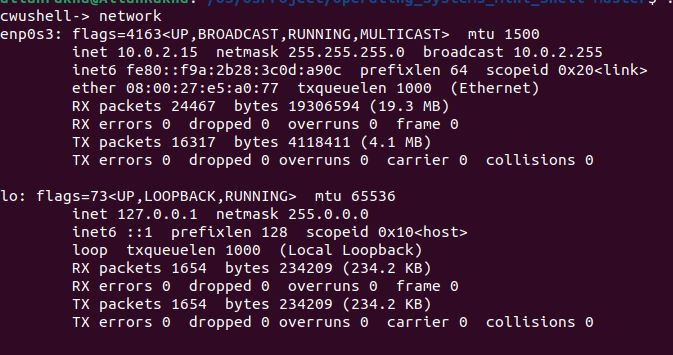 cwushell-> network
enp0s3: flags=4163<UP,BROADCAST,RUNNING,MULTICAST>  mtu 1500
        inet 10.0.2.15  netmask 255.255.255.0  broadcast 10.0.2.255
        inet6 fe80::f9a:2b28:3c0d:a90c  prefixlen 64  scopeid 0x20<link>
        ether 08:00:27:e5:a0:77  txqueuelen 1000  (Ethernet)
        RX packets 24467  bytes 19306594 (19.3 MB)
        RX errors 0  dropped 0  overruns 0  frame 0
        TX packets 16317  bytes 4118411 (4.1 MB)
        TX errors 0  dropped 0 overruns 0  carrier 0  collisions 0

lo: flags=73<UP,LOOPBACK,RUNNING>  mtu 65536
        inet 127.0.0.1  netmask 255.0.0.0
        inet6 ::1  prefixlen 128  scopeid 0x10<host>
        loop  txqueuelen 1000  (Local Loopback)
        RX packets 1654  bytes 234209 (234.2 KB)
        RX errors 0  dropped 0  overruns 0  frame 0
        TX packets 1654  bytes 234209 (234.2 KB)
        TX errors 0  dropped 0 overruns 0  carrier 0  collisions 0